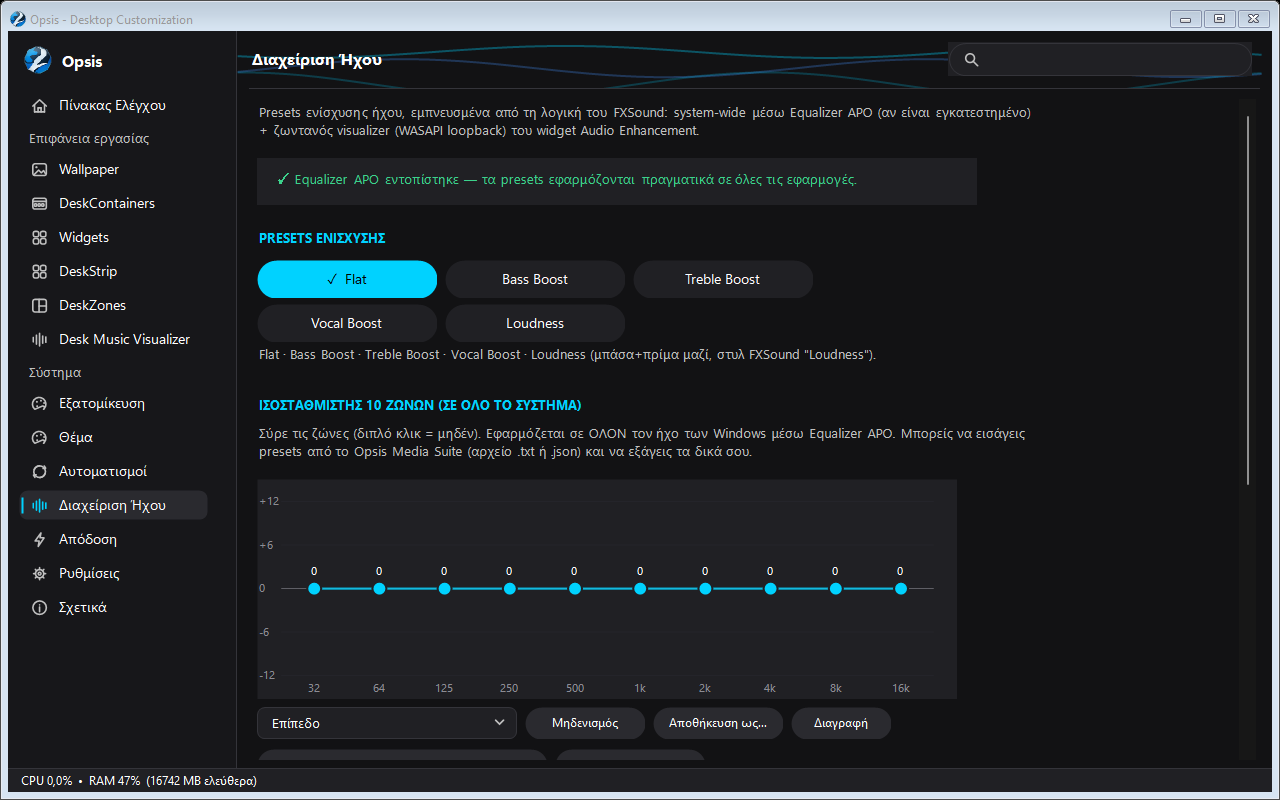 Opsis - Desktop Customization
Opsis
Διαχείριση Ήχου
Πίνακας Ελέγχου
Επιφάνεια εργασίας
Wallpaper
DeskContainers
Widgets
DeskStrip
DeskZones
Desk Music Visualizer
Σύστημα
Εξατομίκευση
Θέμα
Αυτοματισμοί
Διαχείριση Ήχου
Απόδοση
Ρυθμίσεις
Σχετικά
Presets ενίσχυσης ήχου, εμπνευσμένα από τη λογική του FXSound: system-wide μέσω Equalizer APO (αν είναι εγκατεστημένο)
+ ζωντανός visualizer (WASAPI loopback) του widget Audio Enhancement.
✓ Equalizer APO εντοπίστηκε — τα presets εφαρμόζονται πραγματικά σε όλες τις εφαρμογές.
PRESETS ΕΝΙΣΧΥΣΗΣ
✓ Flat
Bass Boost
Treble Boost
Vocal Boost
Loudness
Flat · Bass Boost · Treble Boost · Vocal Boost · Loudness (μπάσα+πρίμα μαζί, στυλ FXSound "Loudness").
ΙΣΟΣΤΑΘΜΙΣΤΗΣ 10 ΖΩΝΩΝ (ΣΕ ΟΛΟ ΤΟ ΣΥΣΤΗΜΑ)
Σύρε τις ζώνες (διπλό κλικ = μηδέν). Εφαρμόζεται σε ΟΛΟΝ τον ήχο των Windows μέσω Equalizer APO. Μπορείς να εισάγεις
presets από το Opsis Media Suite (αρχείο .txt ή .json) και να εξάγεις τα δικά σου.
+12
+6
0 0 0 0 0 0 0 0 0 0
0
-6
-12
32 64 125 250 500 1k 2k 4k 8k 16k
Επίπεδο
Μηδενισμός
Αποθήκευση ως...
Διαγραφή
CPU 0,0% • RAM 47% (16742 MB ελεύθερα)